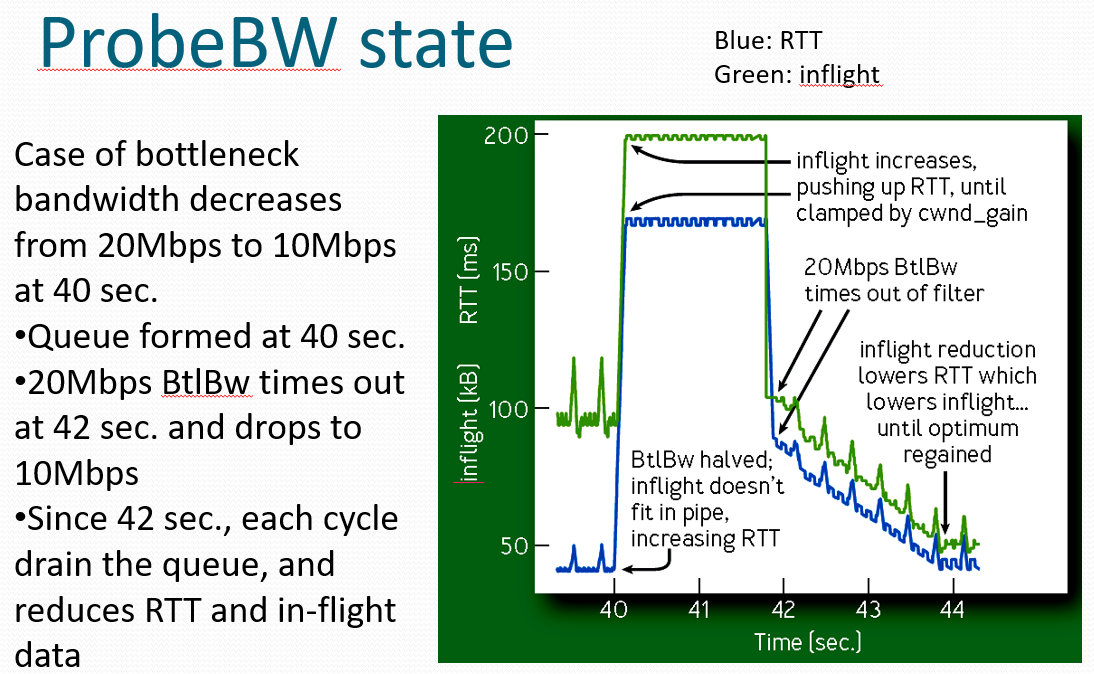 ProbeBW state
Blue: RTT
Green: inflight
Case of bottleneck
bandwidth decreases
from 20Mbps to 10Mbps
at 40 sec.
•Queue formed at 40 sec.
•20Mbps BtlBw times out
at 42 sec. and drops to
10Mbps
•Since 42 sec., each cycle
drain the queue, and
reduces RTT and in-flight
data
inflight (kB) RTT (ms)
200
150
100
50
inflight increases,
pushing up RTT, until
clamped by cwnd_gain
20Mbps BtlBw
times out of filter
inflight reduction
lowers RTT which
lowers inflight...
until optimum
regained
BtlBw halved;
inflight doesn't
fit in pipe,
increasing RTT
40 41 42 43 44
Time (sec.)